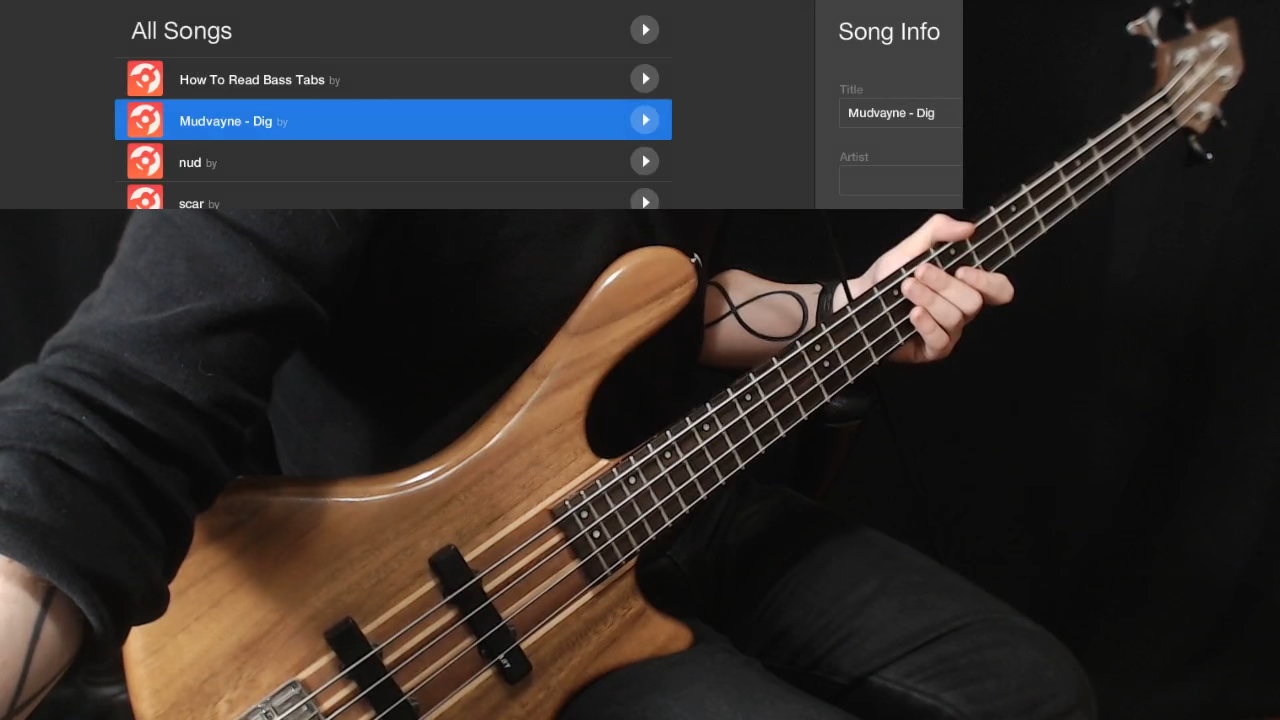 All Songs
How To Read Bass Tabs by
Mudvayne - Dig by
nud by
scar by
Song Info
Title
Mudvayne - Dig
Artist